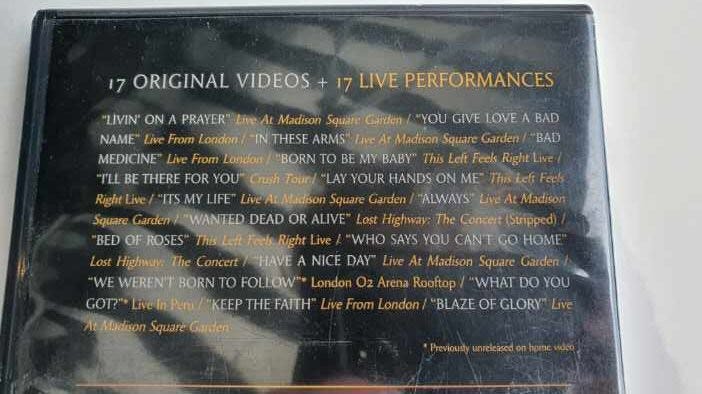 17 ORIGINAL VIDEOS + 17 LIVE PERFORMANCES
"LIVIN' ON A PRAYER" Live At Madison Square Garden / "YOU GIVE LOVE A BAD
NAME" Live From London / "IN THESE ARMS" Live At Madison Square Garden / "BAD
MEDICINE" Live From London / "BORN TO BE MY BABY" This Left Feels Right Live /
"I'LL BE THERE FOR YOU" Crush Tour / "LAY YOUR HANDS ON ME" This Left Feels
Right Live / "ITS MY LIFE" Live At Madison Square Garden / "ALWAYS" Live At Madison
Square Garden / "WANTED DEAD OR ALIVE" Lost Highway: The Concert (Stripped) /
"BED OF ROSES" This Left Feels Right Live / "WHO SAYS YOU CAN'T GO HOME"
Lost Highway: The Concert / "HAVE A NICE DAY" Live At Madison Square Garden /
"WE WEREN'T BORN TO FOLLOW"* London O2 Arena Rooftop / "WHAT DO YOU
GOT?"* Live In Peru / "KEEP THE FAITH" Live From London / "BLAZE OF GLORY" Live
At Madison Square Garden
* Previously unreleased on home video